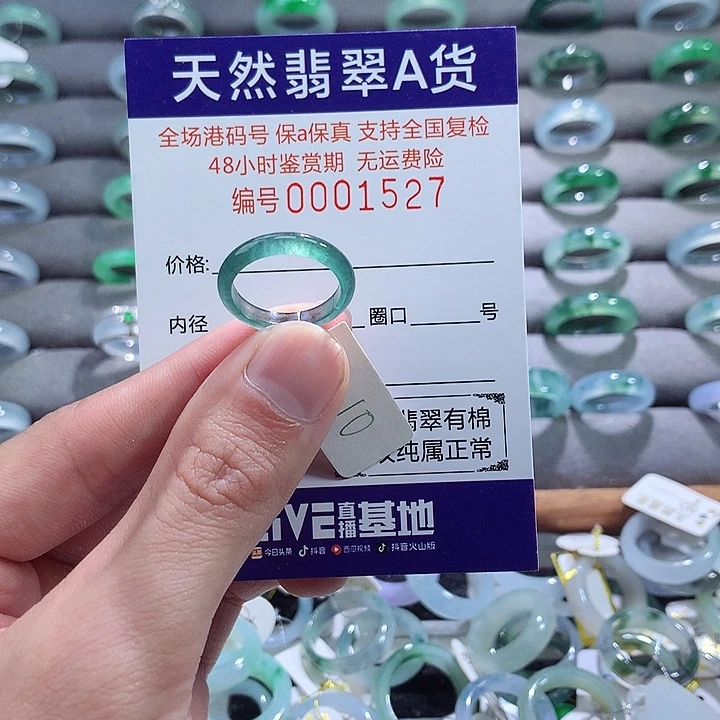 天然翡翠A货
全场港码号 保a保真 支持全国复检
48小时鉴赏期 无运费险
编号0001527
价格:
内径 圈口 号
翡翠有棉
纯属正常
10
LIVE直播基地
今日头条 抖音 西瓜视频 抖音火山版